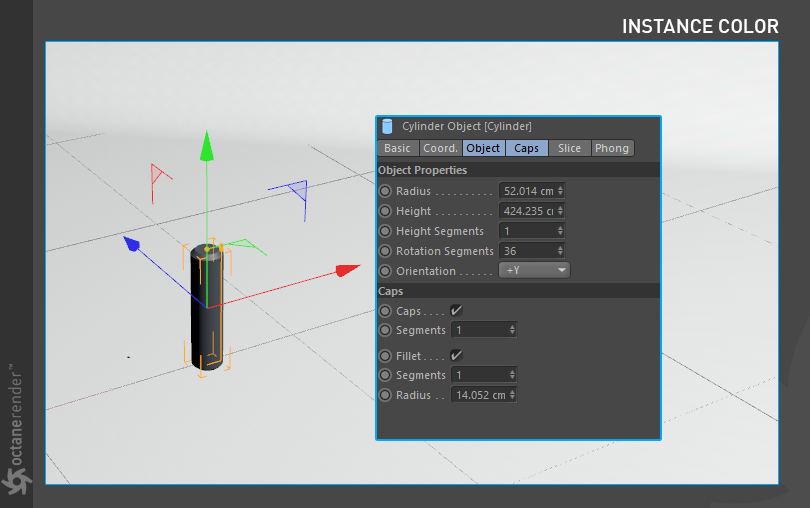 INSTANCE COLOR
Cylinder Object [Cylinder]
Basic Coord. Object Caps Slice Phong
Object Properties
Radius . . . . . . . . . . 52.014 cm
Height . . . . . . . . . . 424.235 c
Height Segments 1
Rotation Segments 36
Orientation . . . . . . +Y
Caps
Caps . . . .
Segments 1
Fillet . . . .
Segments 1
Radius . . 14.052 cm
octanerender™